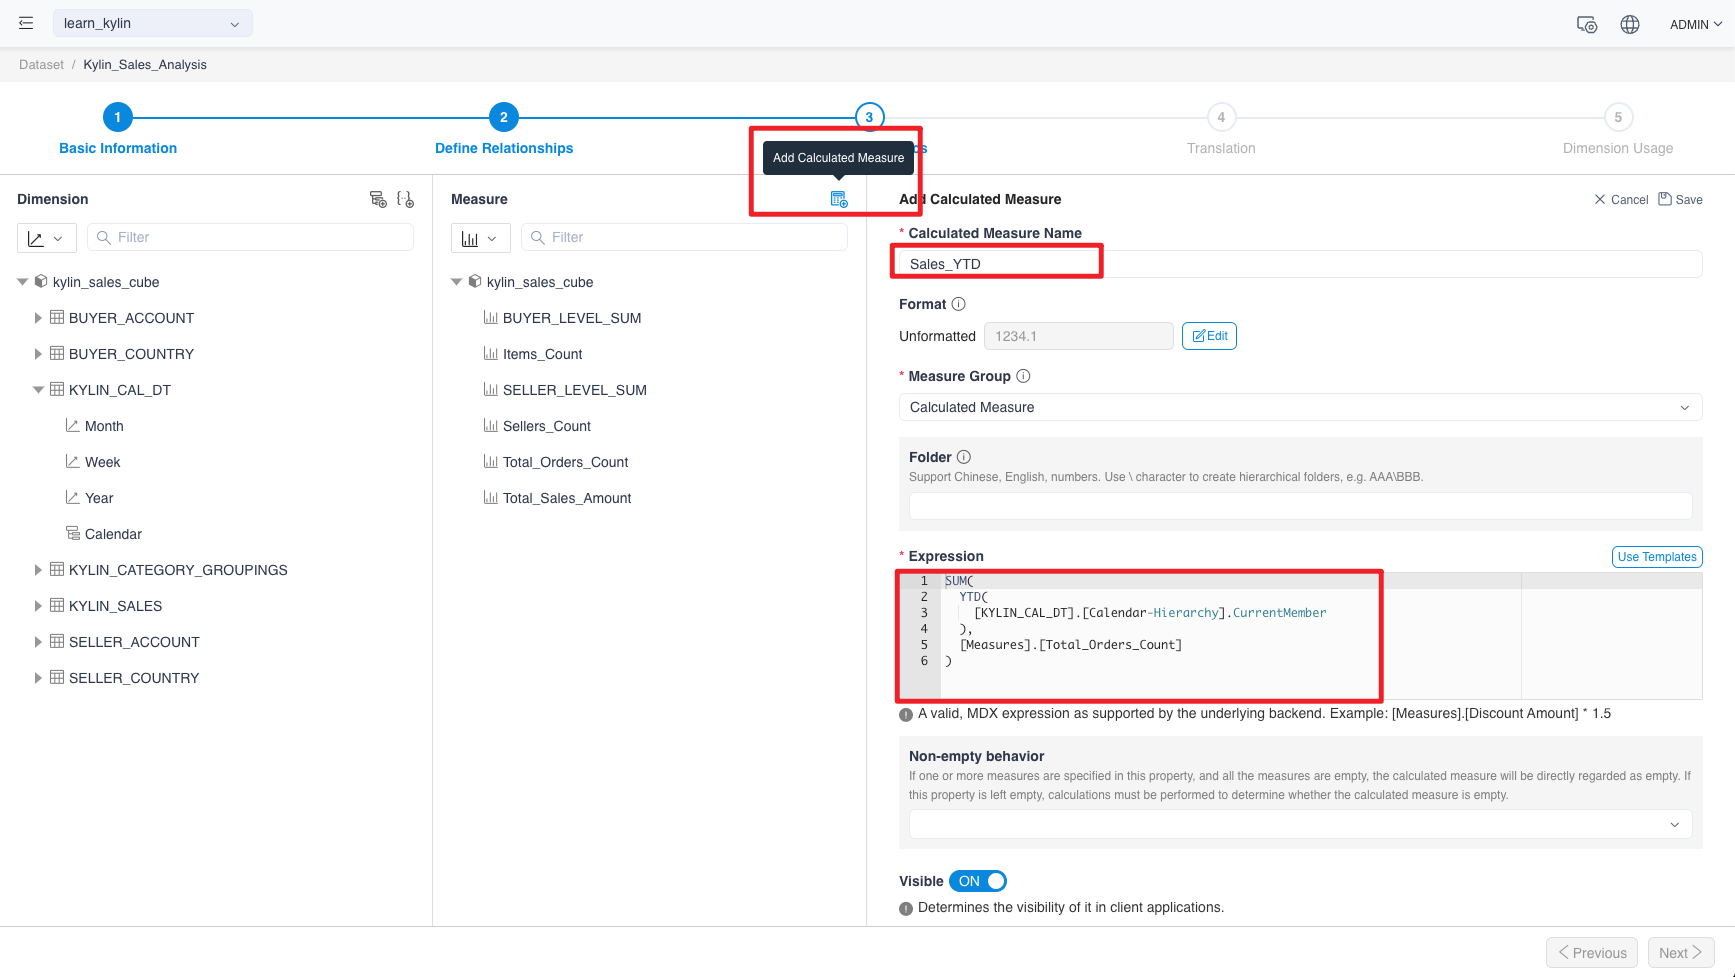 learn_kylin
ADMIN
Dataset / Kylin_Sales_Analysis
1
2
3
4
5
Basic Information
Define Relationships
Translation
Dimension Usage
Add Calculated Measure
Dimension
Filter
kylin_sales_cube
BUYER_ACCOUNT
BUYER_COUNTRY
KYLIN_CAL_DT
Month
Week
Year
Calendar
KYLIN_CATEGORY_GROUPINGS
KYLIN_SALES
SELLER_ACCOUNT
SELLER_COUNTRY
Measure
Filter
kylin_sales_cube
BUYER_LEVEL_SUM
Items_Count
SELLER_LEVEL_SUM
Sellers_Count
Total_Orders_Count
Total_Sales_Amount
Add Calculated Measure
Cancel
Save
* Calculated Measure Name
Sales_YTD
Format
Unformatted 1234.1 Edit
* Measure Group
Calculated Measure
Folder
Support Chinese, English, numbers. Use \ character to create hierarchical folders, e.g. AAA\BBB.
* Expression
Use Templates
1 SUM(
2 YTD(
3 [KYLIN_CAL_DT].[Calendar-Hierarchy].CurrentMember
4 ),
5 [Measures].[Total_Orders_Count]
6 )
A valid, MDX expression as supported by the underlying backend. Example: [Measures].[Discount Amount] * 1.5
Non-empty behavior
If one or more measures are specified in this property, and all the measures are empty, the calculated measure will be directly regarded as empty. If
this property is left empty, calculations must be performed to determine whether the calculated measure is empty.
Visible ON
Determines the visibility of it in client applications.
Previous
Next